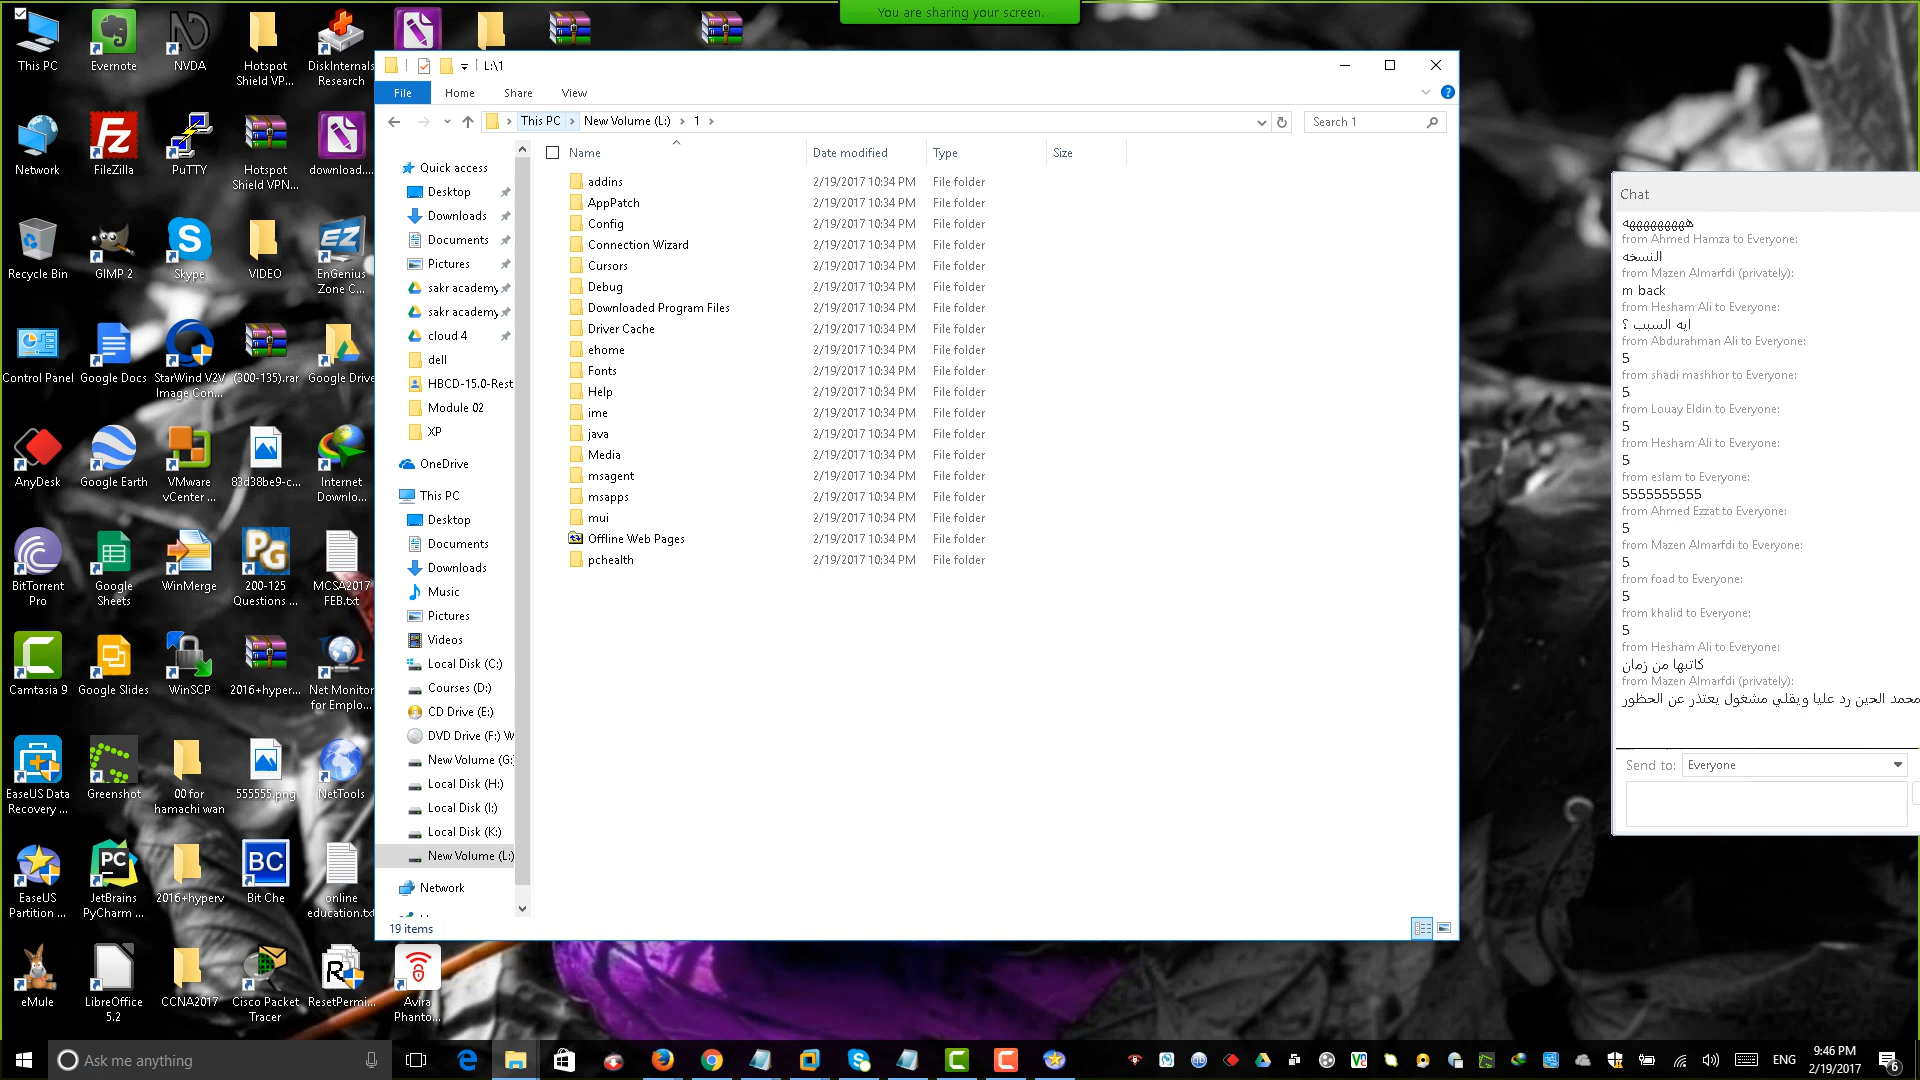 You are sharing your screen.
This PC
Evernote
NVDA
Hotspot
Shield VP...
DiskInternals
Research
Network
FileZilla
PuTTY
Hotspot
Shield VPN...
download....
Recycle Bin
GIMP 2
Skype
VIDEO
EnGenius
Zone C...
Control Panel
Google Docs
StarWind V2V
Image Con...
(300-135).rar
Google Drive
AnyDesk
Google Earth
VMware
vCenter ...
83d38be9-c...
Internet
Downlo...
BitTorrent
Pro
Google
Sheets
WinMerge
200-125
Questions ...
MCSA2017
FEB.txt
Camtasia 9
Google Slides
WinSCP
2016+hyper...
Net Monitor
for Emplo...
EaseUS Data
Recovery ...
Greenshot
00 for
hamachi wan
555555.png
NetTools
EaseUS
Partition ...
JetBrains
PyCharm ...
2016+hyperv
Bit Che
online
education.txt
eMule
LibreOffice
5.2
CCNA2017
Cisco Packet
Tracer
ResetPermi...
Avira
Phanto...
L:\1
File
Home
Share
View
This PC
New Volume (L:)
1
Search 1
Quick access
Desktop
Downloads
Documents
Pictures
sakr academy
sakr academy
cloud 4
dell
HBCD-15.0-Rest
Module 02
XP
OneDrive
This PC
Desktop
Documents
Downloads
Music
Pictures
Videos
Local Disk (C:)
Courses (D:)
CD Drive (E:)
DVD Drive (F:) W
New Volume (G:
Local Disk (H:)
Local Disk (I:)
Local Disk (K:)
New Volume (L:)
Network
19 items
Name Date modified Type Size
addins 2/19/2017 10:34 PM File folder
AppPatch 2/19/2017 10:34 PM File folder
Config 2/19/2017 10:34 PM File folder
Connection Wizard 2/19/2017 10:34 PM File folder
Cursors 2/19/2017 10:34 PM File folder
Debug 2/19/2017 10:34 PM File folder
Downloaded Program Files 2/19/2017 10:34 PM File folder
Driver Cache 2/19/2017 10:34 PM File folder
ehome 2/19/2017 10:34 PM File folder
Fonts 2/19/2017 10:34 PM File folder
Help 2/19/2017 10:34 PM File folder
ime 2/19/2017 10:34 PM File folder
java 2/19/2017 10:34 PM File folder
Media 2/19/2017 10:34 PM File folder
msagent 2/19/2017 10:34 PM File folder
msapps 2/19/2017 10:34 PM File folder
mui 2/19/2017 10:34 PM File folder
Offline Web Pages 2/19/2017 10:34 PM File folder
pchealth 2/19/2017 10:34 PM File folder
Chat
from Ahmed Hamza to Everyone:
النسخه
from Mazen Almarfdi (privately):
m back
from Hesham Ali to Everyone:
ايه السبب ؟
from Abdurahman Ali to Everyone:
5
from shadi mashhor to Everyone:
5
from Louay Eldin to Everyone:
5
from Hesham Ali to Everyone:
5
from eslam to Everyone:
5555555555
from Ahmed Ezzat to Everyone:
5
from Mazen Almarfdi to Everyone:
5
from foad to Everyone:
5
from khalid to Everyone:
5
from Hesham Ali to Everyone:
كاتبها من زمان
from Mazen Almarfdi (privately):
محمد الحين رد عليا ويقلي مشغول يعتذر عن الحظور
Send to: Everyone
Ask me anything
ENG
9:46 PM
2/19/2017
6